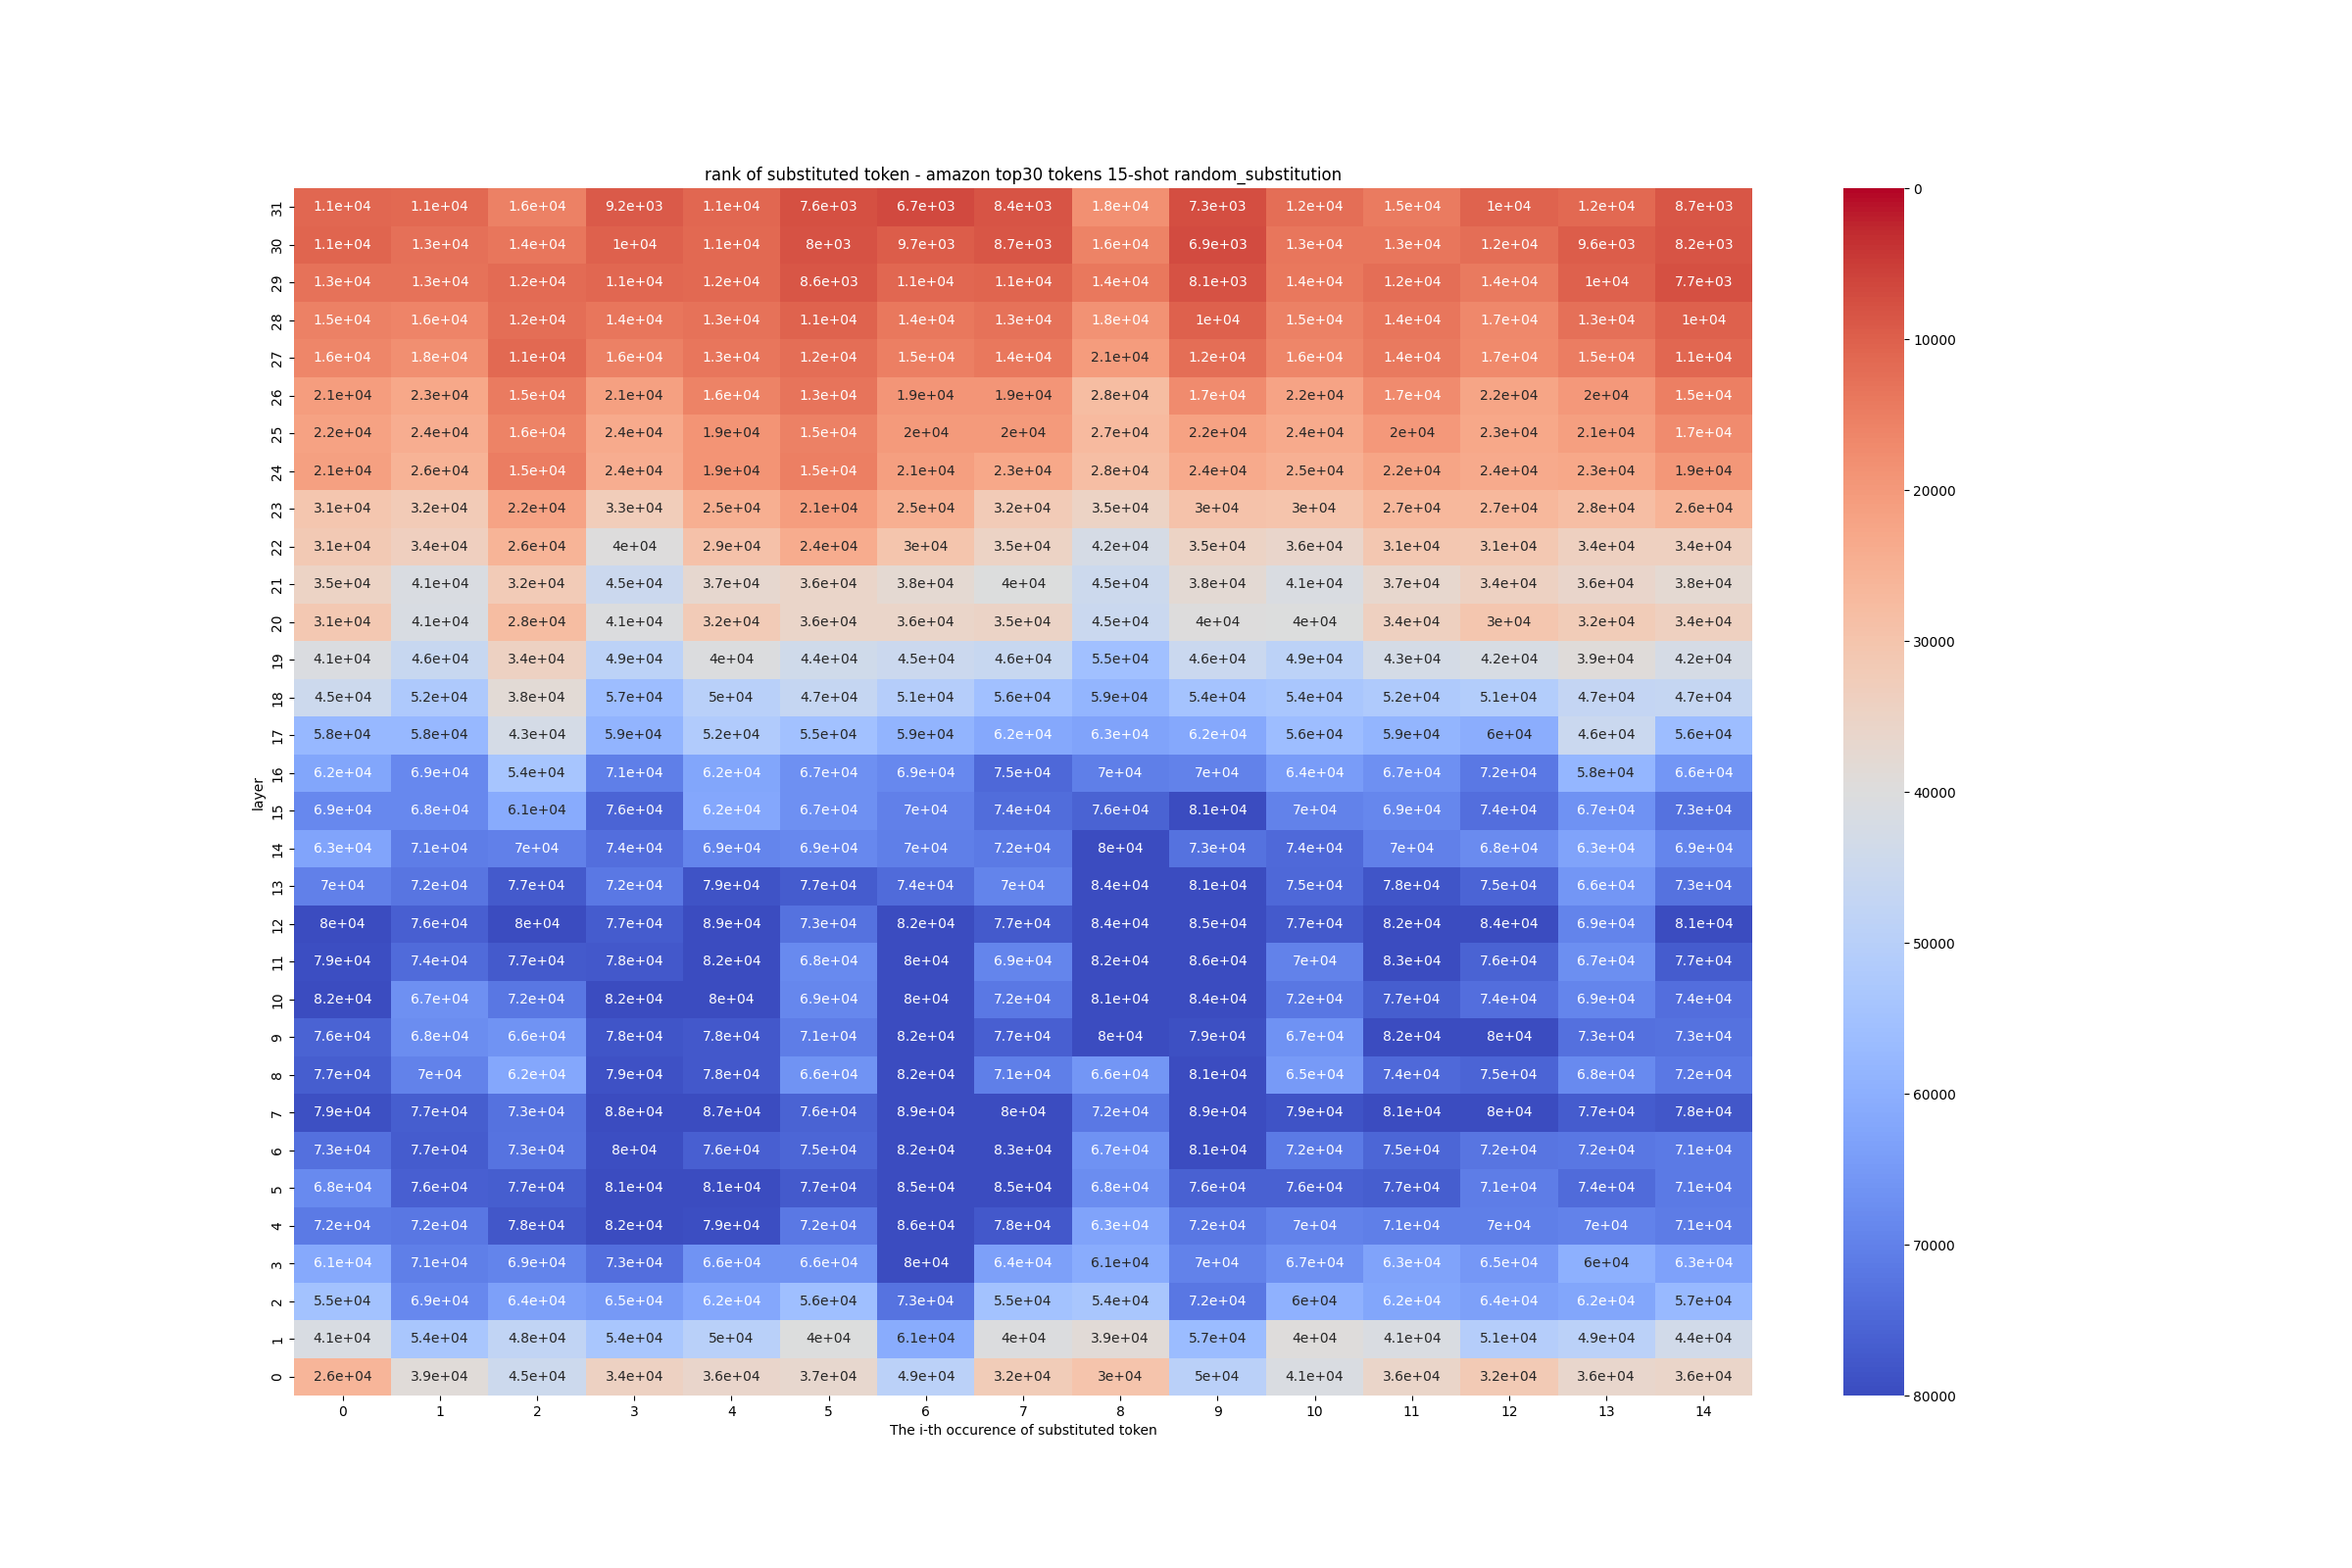 rank of substituted token - amazon top30 tokens 15-shot random_substitution
31 1.1e+04 1.1e+04 1.6e+04 9.2e+03 1.1e+04 7.6e+03 6.7e+03 8.4e+03 1.8e+04 7.3e+03 1.2e+04 1.5e+04 1e+04 1.2e+04 8.7e+03
30 1.1e+04 1.3e+04 1.4e+04 1e+04 1.1e+04 8e+03 9.7e+03 8.7e+03 1.6e+04 6.9e+03 1.3e+04 1.3e+04 1.2e+04 9.6e+03 8.2e+03
29 1.3e+04 1.3e+04 1.2e+04 1.1e+04 1.2e+04 8.6e+03 1.1e+04 1.1e+04 1.4e+04 8.1e+03 1.4e+04 1.2e+04 1.4e+04 1e+04 7.7e+03
28 1.5e+04 1.6e+04 1.2e+04 1.4e+04 1.3e+04 1.1e+04 1.4e+04 1.3e+04 1.8e+04 1e+04 1.5e+04 1.4e+04 1.7e+04 1.3e+04 1e+04
27 1.6e+04 1.8e+04 1.1e+04 1.6e+04 1.3e+04 1.2e+04 1.5e+04 1.4e+04 2.1e+04 1.2e+04 1.6e+04 1.4e+04 1.7e+04 1.5e+04 1.1e+04
26 2.1e+04 2.3e+04 1.5e+04 2.1e+04 1.6e+04 1.3e+04 1.9e+04 1.9e+04 2.8e+04 1.7e+04 2.2e+04 1.7e+04 2.2e+04 2e+04 1.5e+04
25 2.2e+04 2.4e+04 1.6e+04 2.4e+04 1.9e+04 1.5e+04 2e+04 2e+04 2.7e+04 2.2e+04 2.4e+04 2e+04 2.3e+04 2.1e+04 1.7e+04
24 2.1e+04 2.6e+04 1.5e+04 2.4e+04 1.9e+04 1.5e+04 2.1e+04 2.3e+04 2.8e+04 2.4e+04 2.5e+04 2.2e+04 2.4e+04 2.3e+04 1.9e+04
23 3.1e+04 3.2e+04 2.2e+04 3.3e+04 2.5e+04 2.1e+04 2.5e+04 3.2e+04 3.5e+04 3e+04 3e+04 2.7e+04 2.7e+04 2.8e+04 2.6e+04
22 3.1e+04 3.4e+04 2.6e+04 4e+04 2.9e+04 2.4e+04 3e+04 3.5e+04 4.2e+04 3.5e+04 3.6e+04 3.1e+04 3.1e+04 3.4e+04 3.4e+04
21 3.5e+04 4.1e+04 3.2e+04 4.5e+04 3.7e+04 3.6e+04 3.8e+04 4e+04 4.5e+04 3.8e+04 4.1e+04 3.7e+04 3.4e+04 3.6e+04 3.8e+04
20 3.1e+04 4.1e+04 2.8e+04 4.1e+04 3.2e+04 3.6e+04 3.6e+04 3.5e+04 4.5e+04 4e+04 4e+04 3.4e+04 3e+04 3.2e+04 3.4e+04
19 4.1e+04 4.6e+04 3.4e+04 4.9e+04 4e+04 4.4e+04 4.5e+04 4.6e+04 5.5e+04 4.6e+04 4.9e+04 4.3e+04 4.2e+04 3.9e+04 4.2e+04
18 4.5e+04 5.2e+04 3.8e+04 5.7e+04 5e+04 4.7e+04 5.1e+04 5.6e+04 5.9e+04 5.4e+04 5.4e+04 5.2e+04 5.1e+04 4.7e+04 4.7e+04
17 5.8e+04 5.8e+04 4.3e+04 5.9e+04 5.2e+04 5.5e+04 5.9e+04 6.2e+04 6.3e+04 6.2e+04 5.6e+04 5.9e+04 6e+04 4.6e+04 5.6e+04
16 6.2e+04 6.9e+04 5.4e+04 7.1e+04 6.2e+04 6.7e+04 6.9e+04 7.5e+04 7e+04 7e+04 6.4e+04 6.7e+04 7.2e+04 5.8e+04 6.6e+04
15 6.9e+04 6.8e+04 6.1e+04 7.6e+04 6.2e+04 6.7e+04 7e+04 7.4e+04 7.6e+04 8.1e+04 7e+04 6.9e+04 7.4e+04 6.7e+04 7.3e+04
14 6.3e+04 7.1e+04 7e+04 7.4e+04 6.9e+04 6.9e+04 7e+04 7.2e+04 8e+04 7.3e+04 7.4e+04 7e+04 6.8e+04 6.3e+04 6.9e+04
13 7e+04 7.2e+04 7.7e+04 7.2e+04 7.9e+04 7.7e+04 7.4e+04 7e+04 8.4e+04 8.1e+04 7.5e+04 7.8e+04 7.5e+04 6.6e+04 7.3e+04
12 8e+04 7.6e+04 8e+04 7.7e+04 8.9e+04 7.3e+04 8.2e+04 7.7e+04 8.4e+04 8.5e+04 7.7e+04 8.2e+04 8.4e+04 6.9e+04 8.1e+04
11 7.9e+04 7.4e+04 7.7e+04 7.8e+04 8.2e+04 6.8e+04 8e+04 6.9e+04 8.2e+04 8.6e+04 7e+04 8.3e+04 7.6e+04 6.7e+04 7.7e+04
10 8.2e+04 6.7e+04 7.2e+04 8.2e+04 8e+04 6.9e+04 8e+04 7.2e+04 8.1e+04 8.4e+04 7.2e+04 7.7e+04 7.4e+04 6.9e+04 7.4e+04
9 7.6e+04 6.8e+04 6.6e+04 7.8e+04 7.8e+04 7.1e+04 8.2e+04 7.7e+04 8e+04 7.9e+04 6.7e+04 8.2e+04 8e+04 7.3e+04 7.3e+04
8 7.7e+04 7e+04 6.2e+04 7.9e+04 7.8e+04 6.6e+04 8.2e+04 7.1e+04 6.6e+04 8.1e+04 6.5e+04 7.4e+04 7.5e+04 6.8e+04 7.2e+04
7 7.9e+04 7.7e+04 7.3e+04 8.8e+04 8.7e+04 7.6e+04 8.9e+04 8e+04 7.2e+04 8.9e+04 7.9e+04 8.1e+04 8e+04 7.7e+04 7.8e+04
6 7.3e+04 7.7e+04 7.3e+04 8e+04 7.6e+04 7.5e+04 8.2e+04 8.3e+04 6.7e+04 8.1e+04 7.2e+04 7.5e+04 7.2e+04 7.2e+04 7.1e+04
5 6.8e+04 7.6e+04 7.7e+04 8.1e+04 8.1e+04 7.7e+04 8.5e+04 8.5e+04 6.8e+04 7.6e+04 7.6e+04 7.7e+04 7.1e+04 7.4e+04 7.1e+04
4 7.2e+04 7.2e+04 7.8e+04 8.2e+04 7.9e+04 7.2e+04 8.6e+04 7.8e+04 6.3e+04 7.2e+04 7e+04 7.1e+04 7e+04 7e+04 7.1e+04
3 6.1e+04 7.1e+04 6.9e+04 7.3e+04 6.6e+04 6.6e+04 8e+04 6.4e+04 6.1e+04 7e+04 6.7e+04 6.3e+04 6.5e+04 6e+04 6.3e+04
2 5.5e+04 6.9e+04 6.4e+04 6.5e+04 6.2e+04 5.6e+04 7.3e+04 5.5e+04 5.4e+04 7.2e+04 6e+04 6.2e+04 6.4e+04 6.2e+04 5.7e+04
1 4.1e+04 5.4e+04 4.8e+04 5.4e+04 5e+04 4e+04 6.1e+04 4e+04 3.9e+04 5.7e+04 4e+04 4.1e+04 5.1e+04 4.9e+04 4.4e+04
0 2.6e+04 3.9e+04 4.5e+04 3.4e+04 3.6e+04 3.7e+04 4.9e+04 3.2e+04 3e+04 5e+04 4.1e+04 3.6e+04 3.2e+04 3.6e+04 3.6e+04
0 1 2 3 4 5 6 7 8 9 10 11 12 13 14
The i-th occurence of substituted token
layer
0
10000
20000
30000
40000
50000
60000
70000
80000